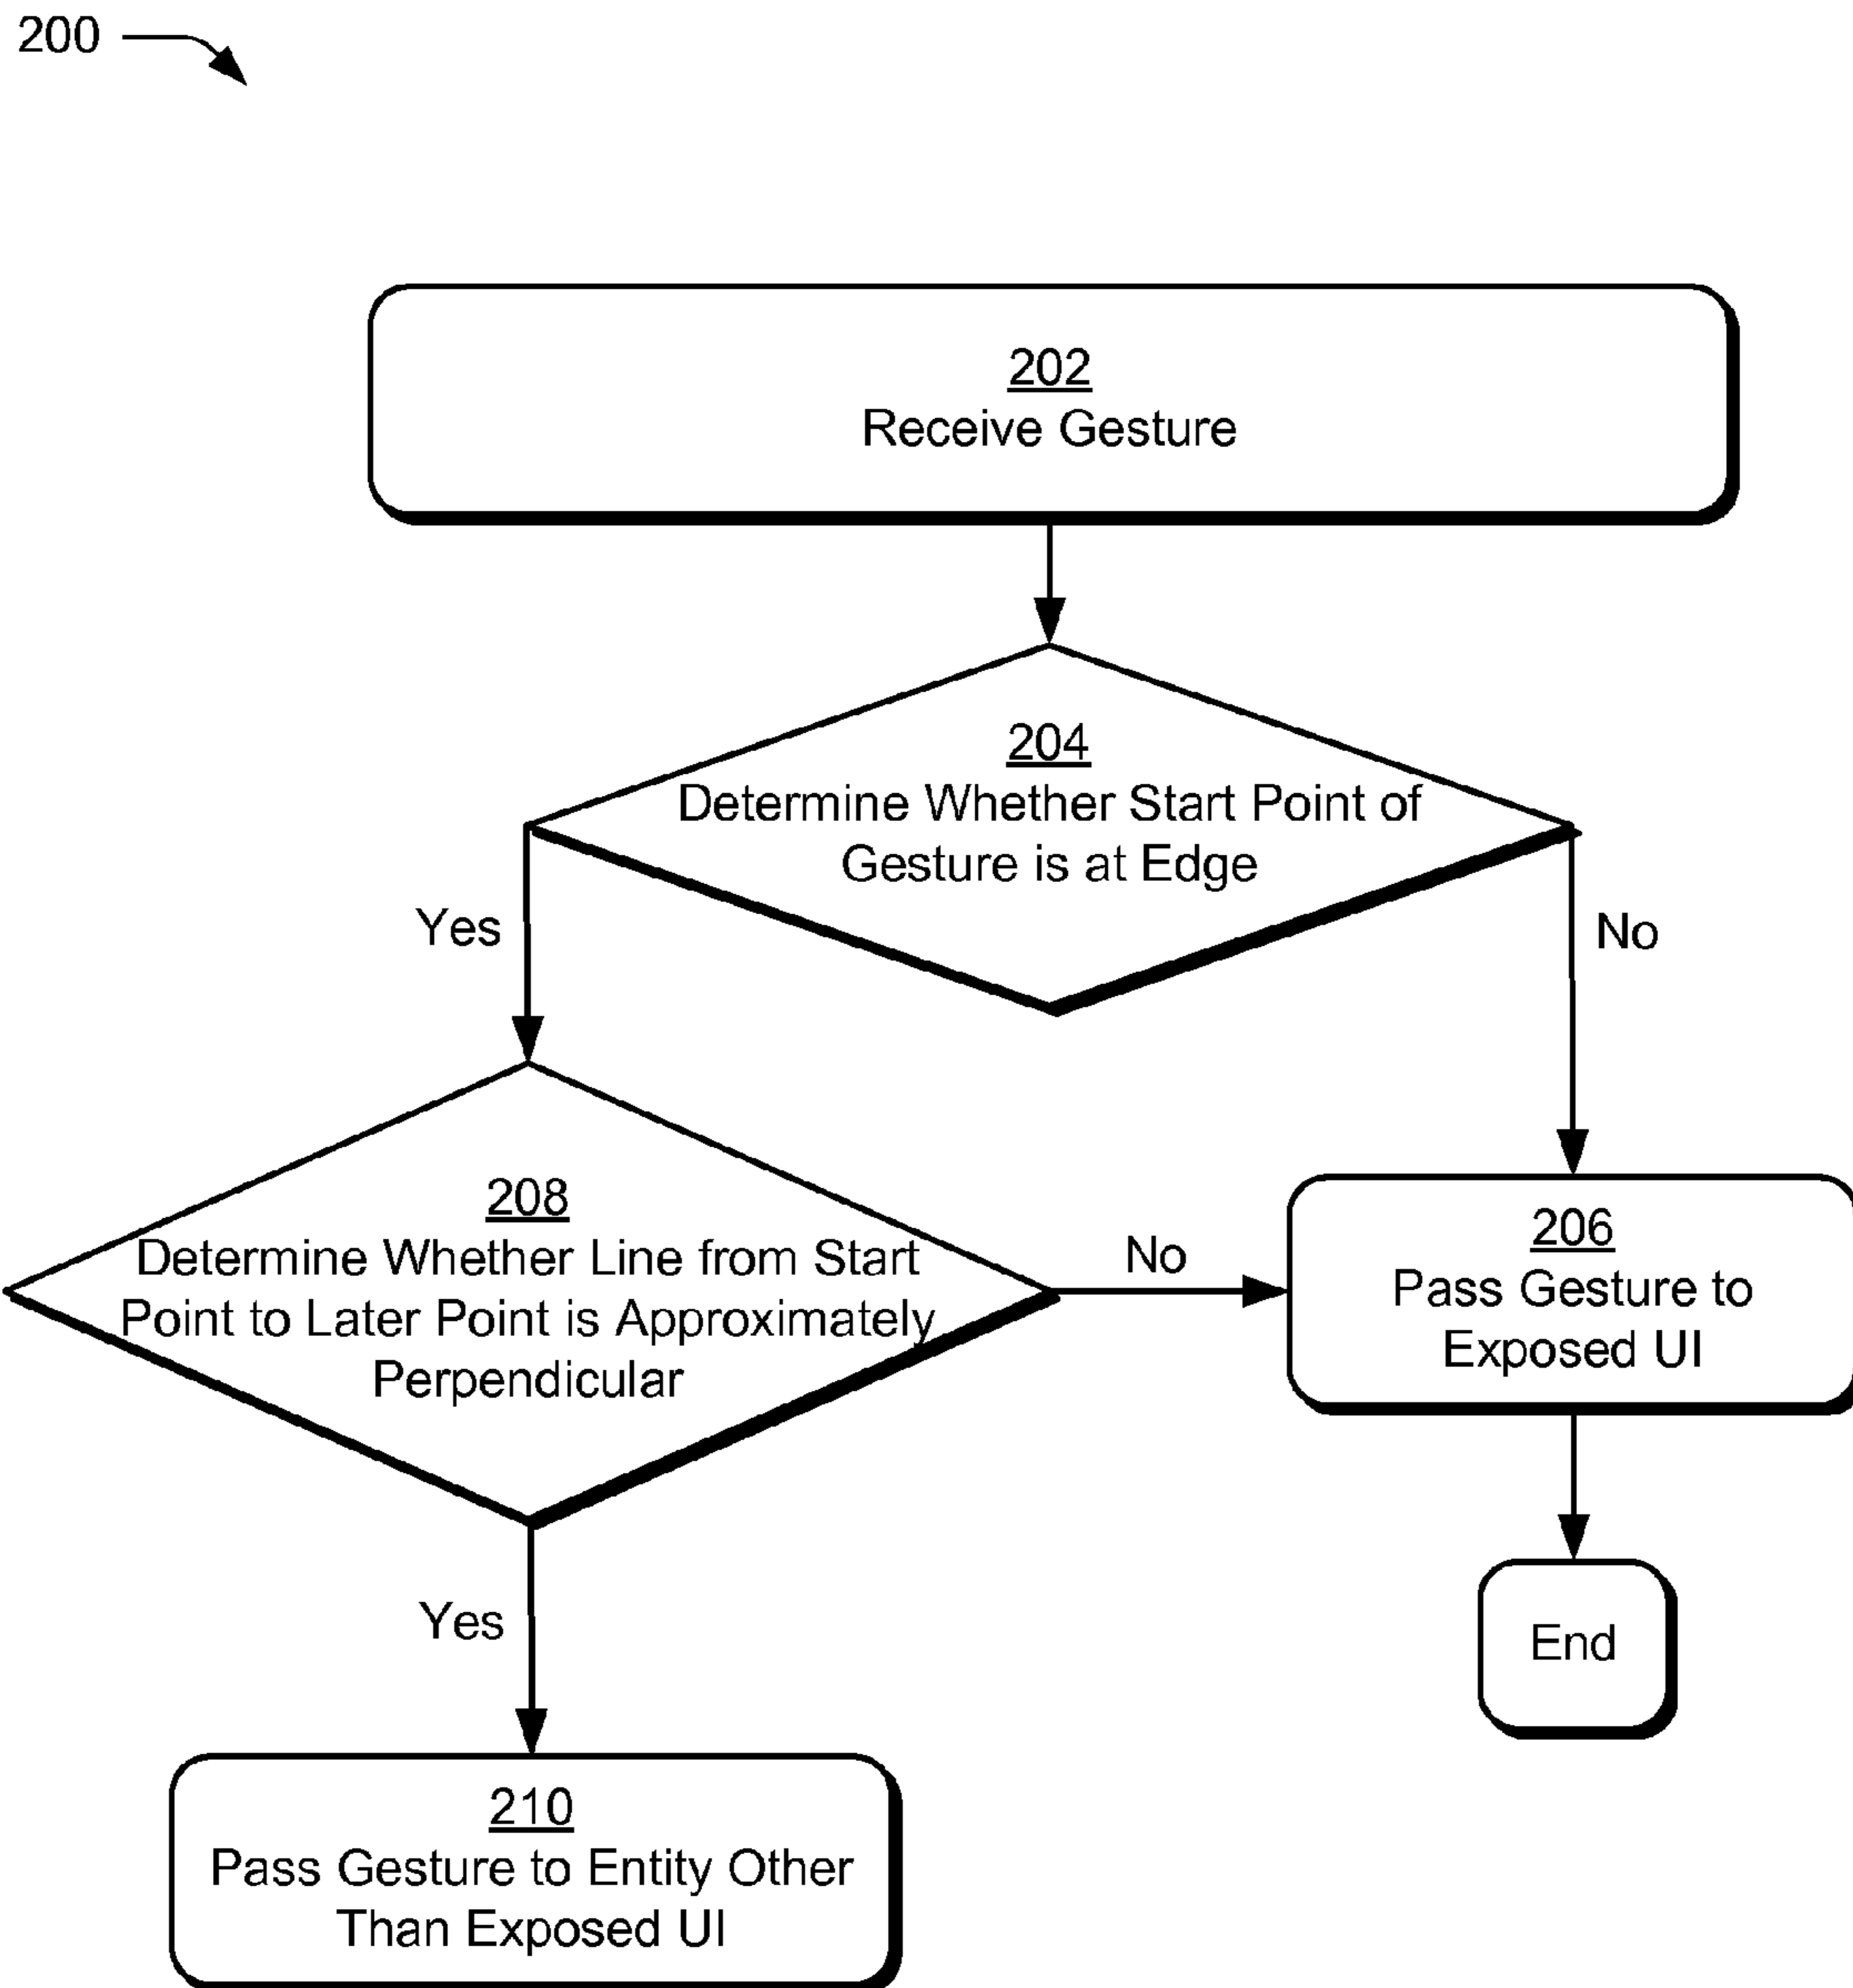 200
202
Receive Gesture
204
Determine Whether Start Point of
Gesture is at Edge
Yes
No
208
Determine Whether Line from Start
Point to Later Point is Approximately
Perpendicular
No
206
Pass Gesture to
Exposed UI
Yes
End
210
Pass Gesture to Entity Other
Than Exposed UI